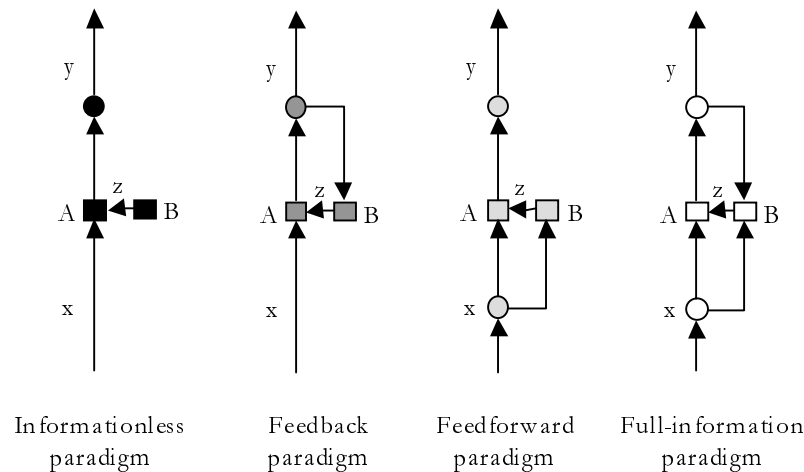 y y y y
z z z z
A B A B A B A B
x x x x
Informationless Feedback Feedforward Full-information
paradigm paradigm paradigm paradigm